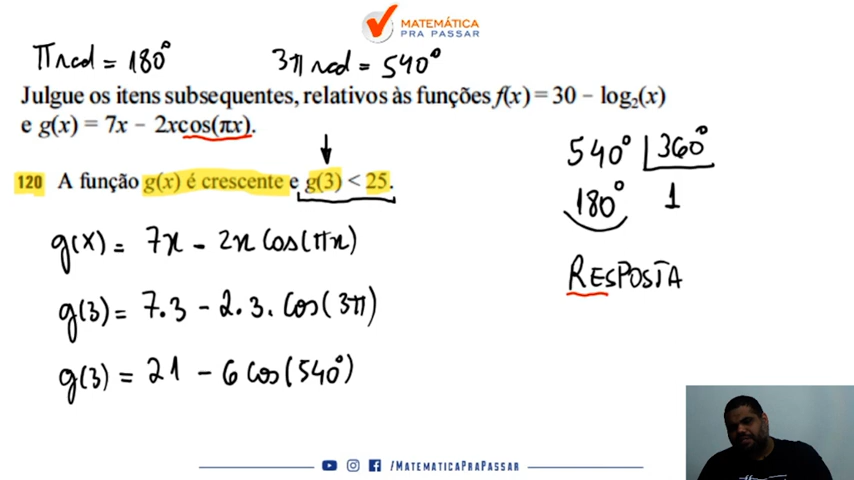 MATEMÁTICA
PRA PASSAR
π rad = 180° 3π rad = 540°
Julgue os itens subsequentes, relativos às funções f(x) = 30 − log₂(x)
e g(x) = 7x − 2xcos(πx).
120 A função g(x) é crescente e g(3) < 25.
g(x) = 7x − 2x cos(πx)
g(3) = 7.3 − 2.3. cos(3π)
g(3) = 21 − 6 cos(540°)
540° 360°
180° 1
RESPOSTA
/MATEMATICAPRAPASSAR